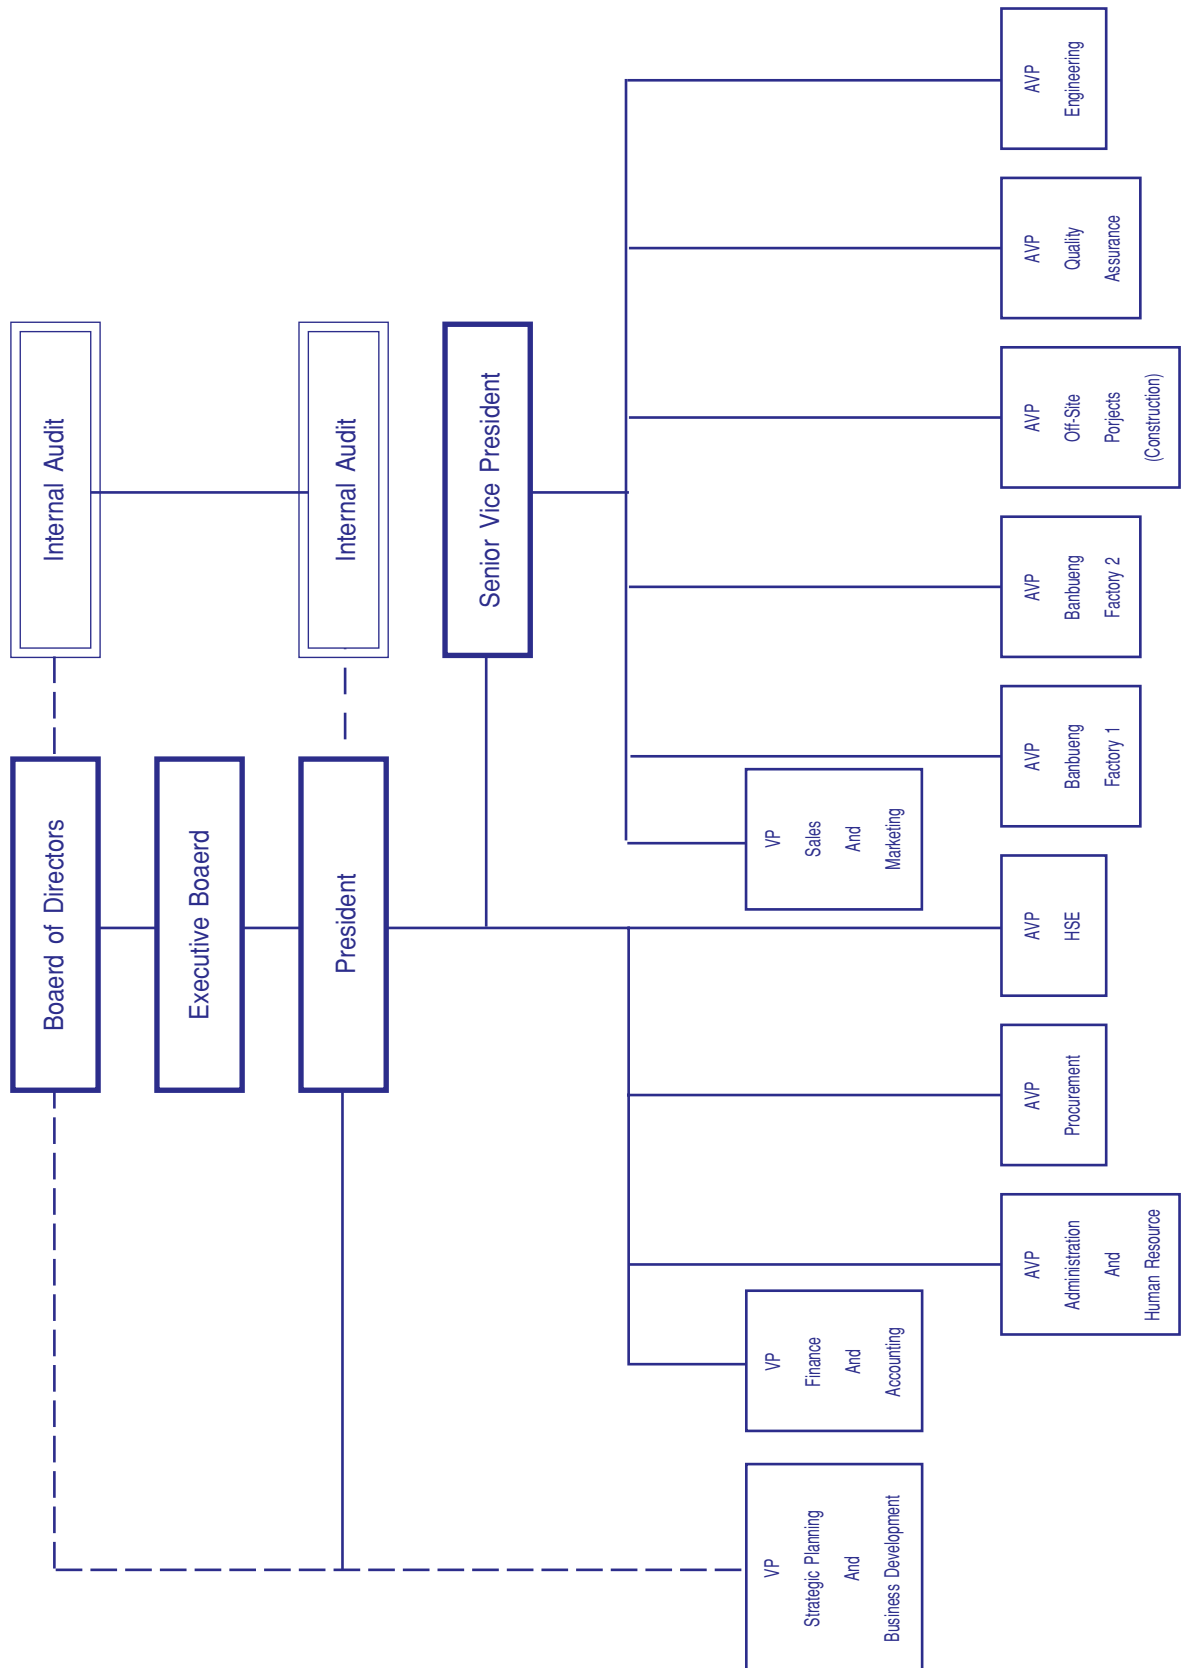 Boaerd of Directors
Internal Audit
Executive Boaerd
President
Internal Audit
Senior Vice President
VP
Strategic Planning
And
Business Development
VP
Finance
And
Accounting
VP
Sales
And
Marketing
AVP
Administration
And
Human Resource
AVP
Procurement
AVP
HSE
AVP
Banbueng
Factory 1
AVP
Banbueng
Factory 2
AVP
Off-Site
Porjects
(Construction)
AVP
Quality
Assurance
AVP
Engineering